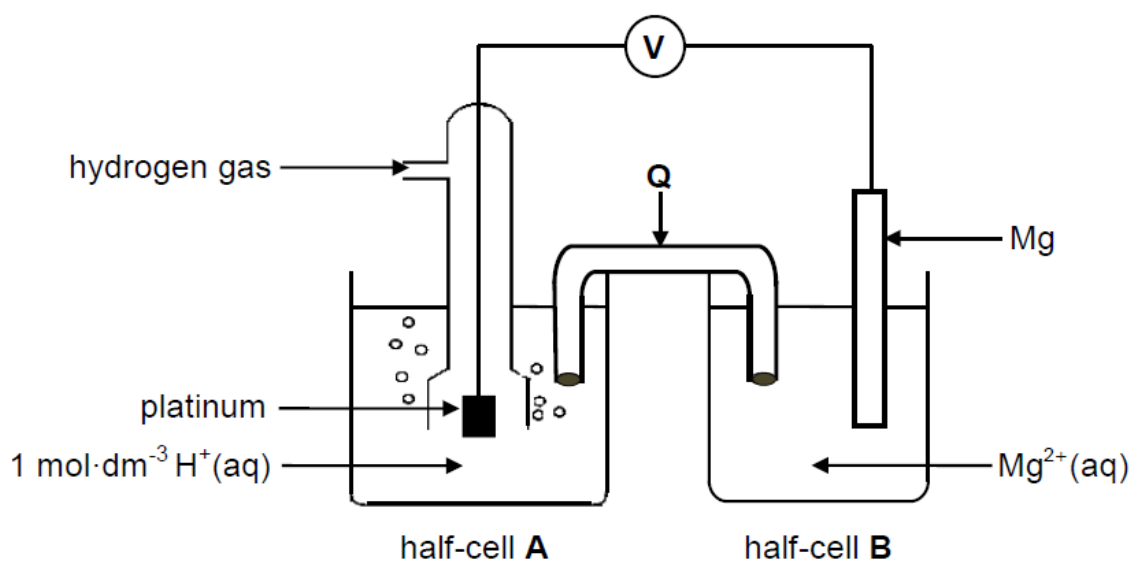 V
hydrogen gas
Q
Mg
platinum
1 mol·dm⁻³ H⁺(aq)
Mg²⁺(aq)
half-cell A
half-cell B